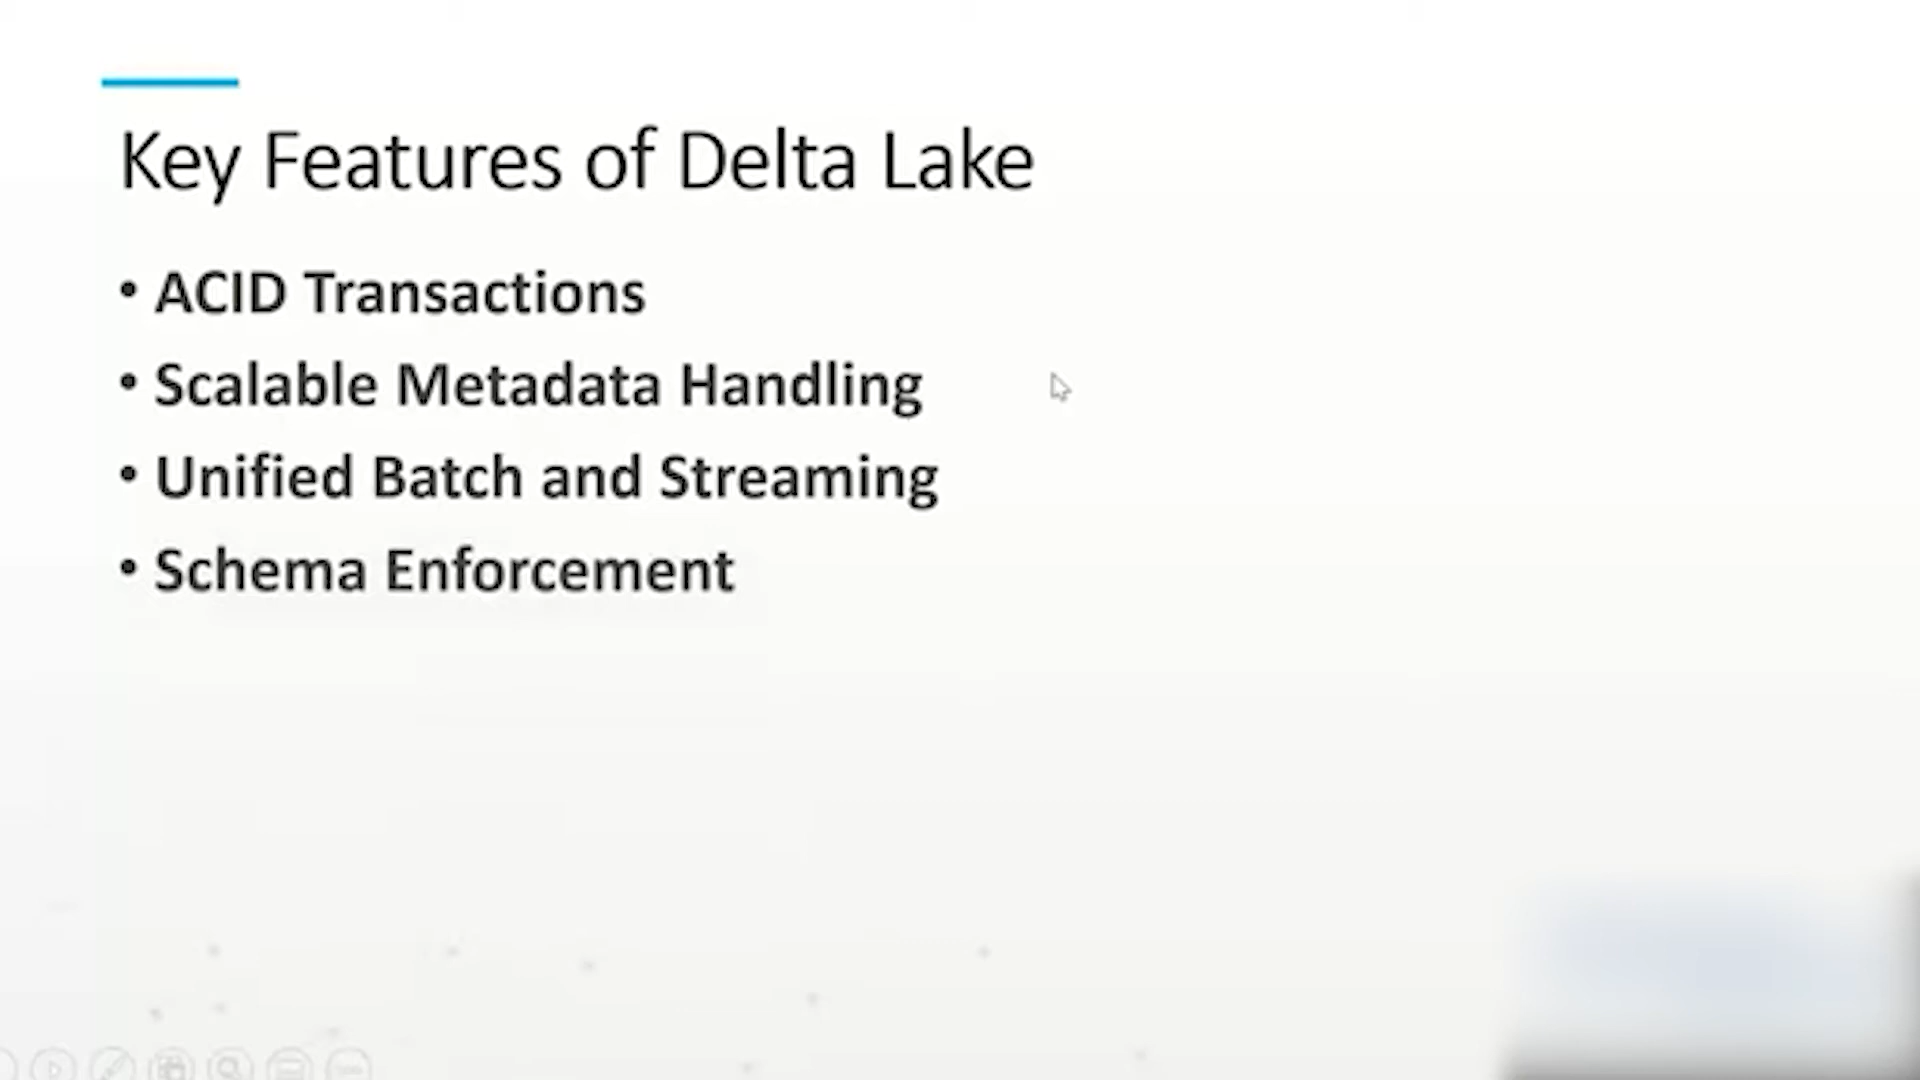 Key Features of Delta Lake
• ACID Transactions
• Scalable Metadata Handling
• Unified Batch and Streaming
• Schema Enforcement